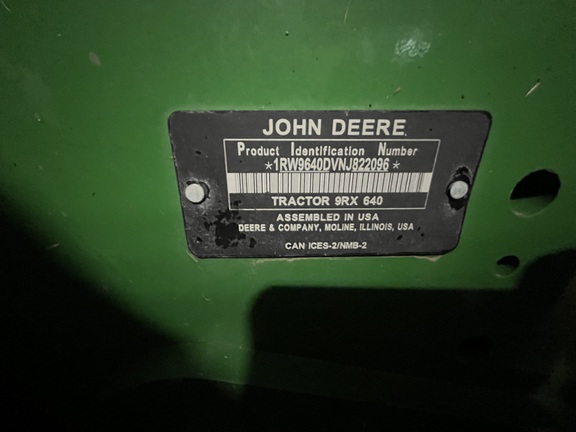 JOHN DEERE
Product Identification Number
*1RW9640DVNJ822096*
TRACTOR 9RX 640
ASSEMBLED IN USA
DEERE & COMPANY, MOLINE, ILLINOIS, USA
CAN ICES-2/NMB-2